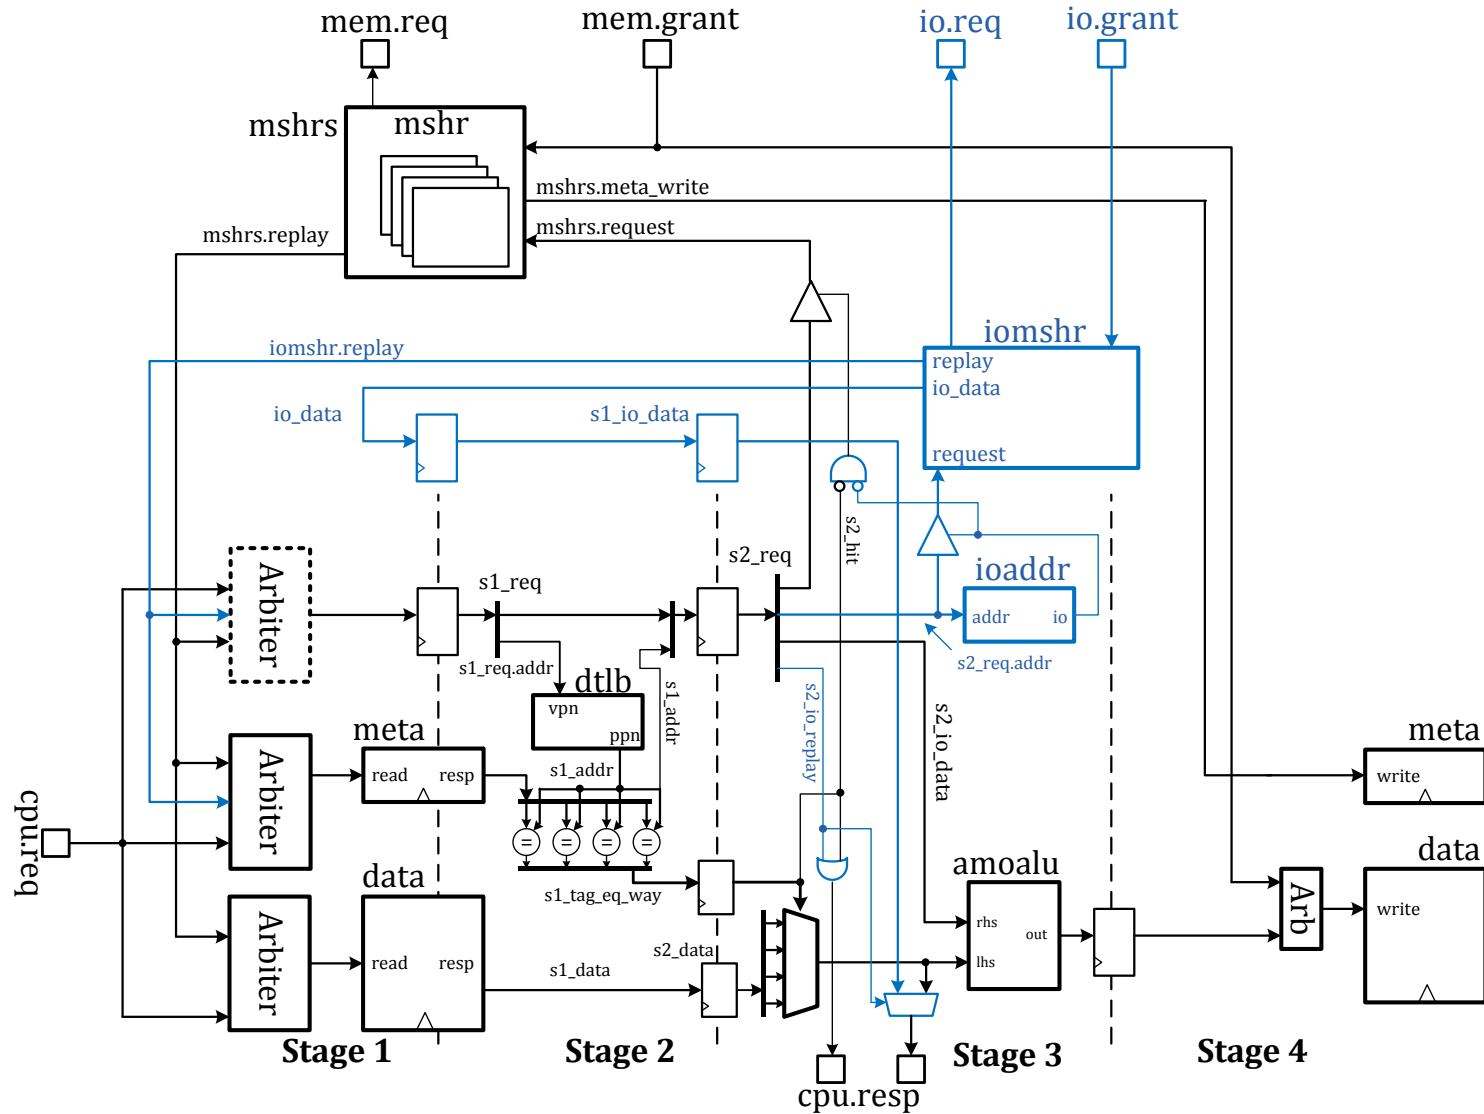 mem.req
mem.grant
io.req
io.grant
mshrs
mshr
mshrs.meta_write
mshrs.replay
mshrs.request
iomshr
iomshr.replay
replay
io_data
io_data
s1_io_data
request
s2_hit
s2_req
ioaddr
Arbiter
s1_req
addr
io
s1_req.addr
s2_req.addr
dtlb
s1_addr
vpn
ppn
s2_io_replay
s2_io_data
meta
meta
Arbiter
read
resp
s1_addr
write
cpu.req
=
=
=
=
data
amoalu
data
s1_tag_eq_way
Arbiter
Arb
write
rhs
out
lhs
read
resp
s1_data
s2_data
Stage 1
Stage 2
Stage 3
Stage 4
cpu.resp